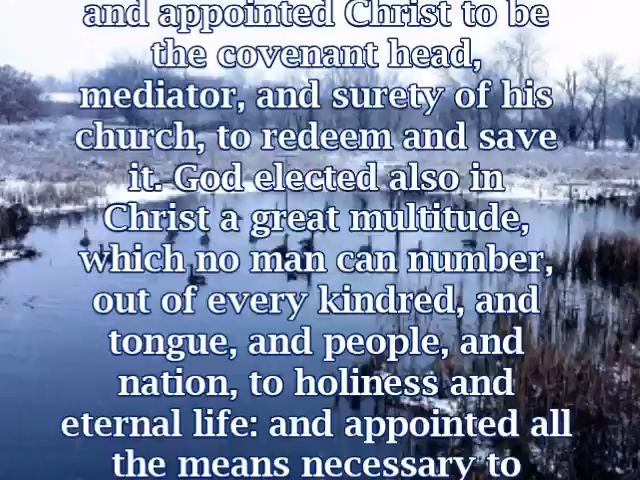 and appointed Christ to be
the covenant head,
mediator, and surety of his
church, to redeem and save
it. God elected also in
Christ a great multitude,
which no man can number,
out of every kindred, and
tongue, and people, and
nation, to holiness and
eternal life: and appointed all
the means necessary to